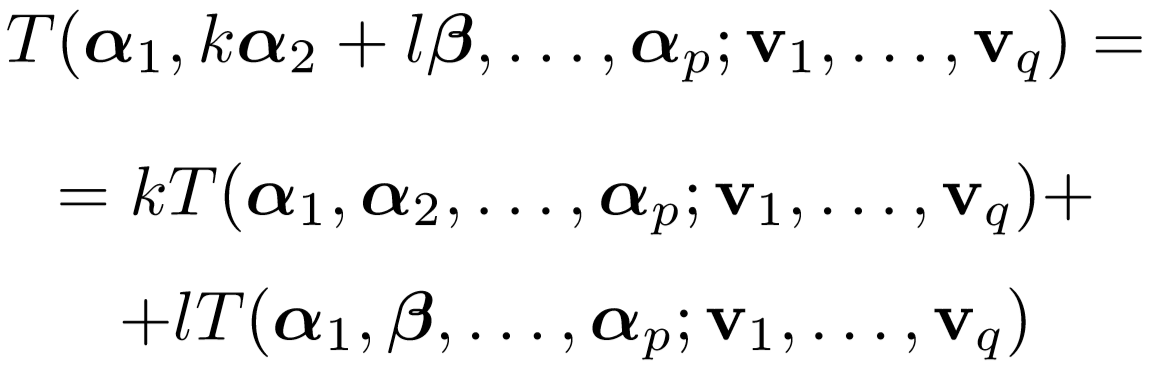 T(𝜶₁, k𝜶₂ + l𝜷, . . . , 𝜶ₚ; 𝐯₁, . . . , 𝐯_q) =
= kT(𝜶₁, 𝜶₂, . . . , 𝜶ₚ; 𝐯₁, . . . , 𝐯_q)+
+lT(𝜶₁, 𝜷, . . . , 𝜶ₚ; 𝐯₁, . . . , 𝐯_q)